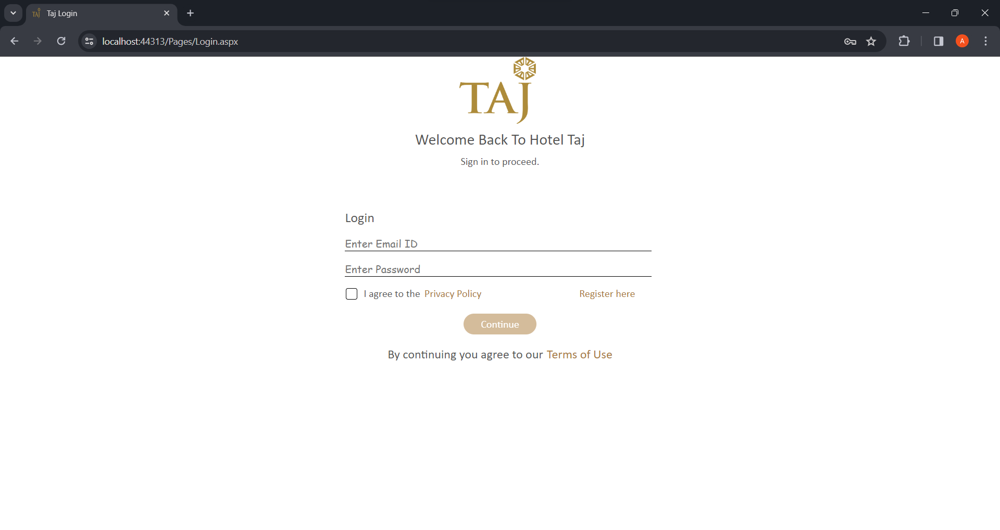 TAJ Taj Login
localhost:44313/Pages/Login.aspx
A
TAJ
Welcome Back To Hotel Taj
Sign in to proceed.
Login
Enter Email ID
Enter Password
I agree to the Privacy Policy Register here
Continue
By continuing you agree to our Terms of Use